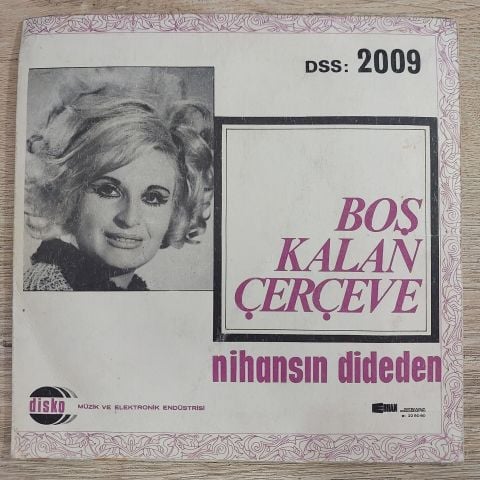 DSS: 2009
BOŞ
KALAN
ÇERÇEVE
nihansın dideden
disko
MÜZİK VE ELEKTRONİK ENDÜSTRİSİ